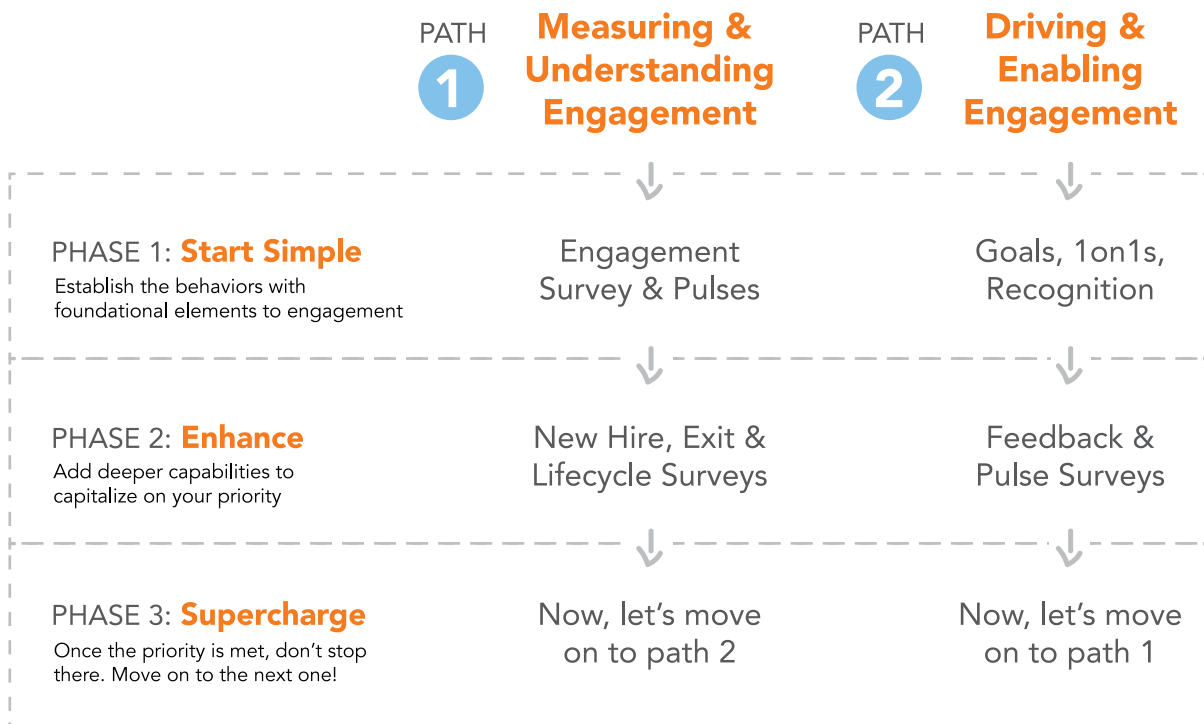 PATH
1
Measuring &
Understanding
Engagement
PATH
2
Driving &
Enabling
Engagement
PHASE 1: Start Simple
Establish the behaviors with
foundational elements to engagement
Engagement
Survey & Pulses
Goals, 1on1s,
Recognition
PHASE 2: Enhance
Add deeper capabilities to
capitalize on your priority
New Hire, Exit &
Lifecycle Surveys
Feedback &
Pulse Surveys
PHASE 3: Supercharge
Once the priority is met, don’t stop
there. Move on to the next one!
Now, let’s move
on to path 2
Now, let’s move
on to path 1